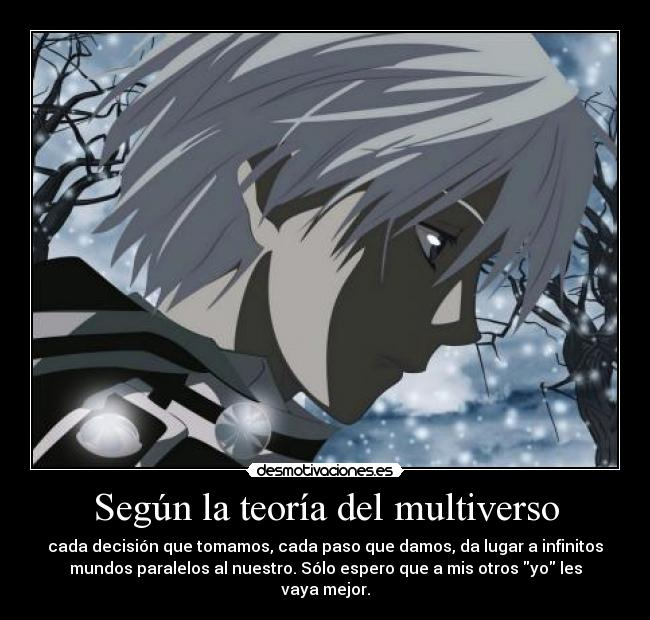 desmotivaciones.es
Según la teoría del multiverso
cada decisión que tomamos, cada paso que damos, da lugar a infinitos
mundos paralelos al nuestro. Sólo espero que a mis otros "yo" les
vaya mejor.